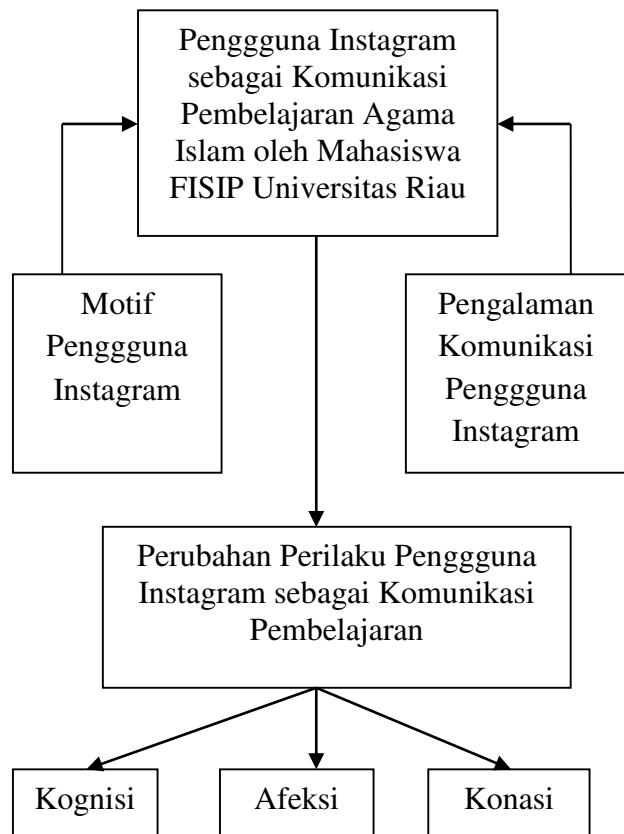 Penggguna Instagram
sebagai Komunikasi
Pembelajaran Agama
Islam oleh Mahasiswa
FISIP Universitas Riau
Motif
Penggguna
Instagram
Pengalaman
Komunikasi
Penggguna
Instagram
Perubahan Perilaku Penggguna
Instagram sebagai Komunikasi
Pembelajaran
Kognisi
Afeksi
Konasi